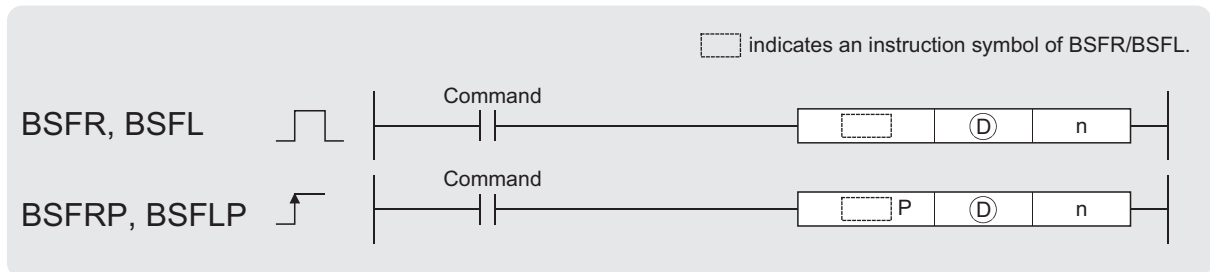 indicates an instruction symbol of BSFR/BSFL.
Command
BSFR, BSFL
D n
Command
BSFRP, BSFLP
P D n